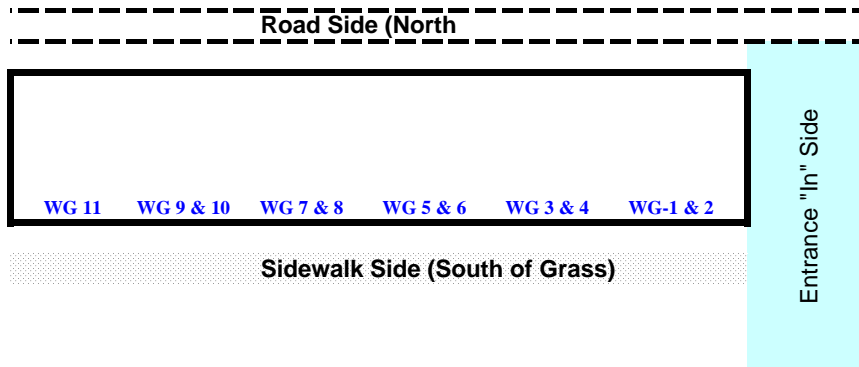 Road Side (North
WG 11 WG 9 & 10 WG 7 & 8 WG 5 & 6 WG 3 & 4 WG-1 & 2
Sidewalk Side (South of Grass)
Entrance "In" Side